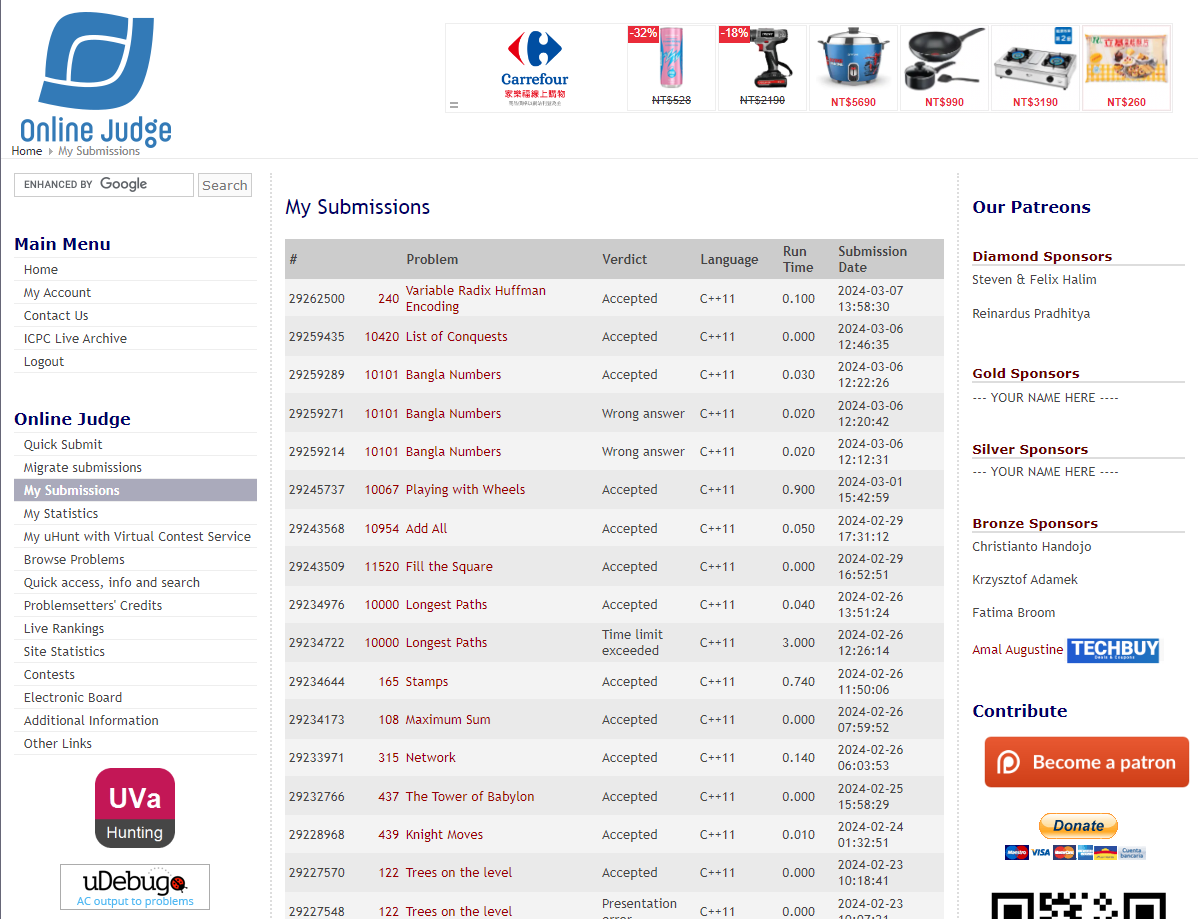 Online Judge
Home
My Submissions
Carrefour
家樂福線上購物
-32%
NT$528
-18%
NT$2190
NT$5690
NT$990
NT$3190
NT$260
ENHANCED BY Google
Search
Main Menu
Home
My Account
Contact Us
ICPC Live Archive
Logout
Online Judge
Quick Submit
Migrate submissions
My Submissions
My Statistics
My uHunt with Virtual Contest Service
Browse Problems
Quick access, info and search
Problemsetters' Credits
Live Rankings
Site Statistics
Contests
Electronic Board
Additional Information
Other Links
UVa
Hunting
uDebug
AC output to problems
My Submissions
# Problem Verdict Language Run Time Submission Date
29262500 240 Variable Radix Huffman Encoding Accepted C++11 0.100 2024-03-07 13:58:30
29259435 10420 List of Conquests Accepted C++11 0.000 2024-03-06 12:46:35
29259289 10101 Bangla Numbers Accepted C++11 0.030 2024-03-06 12:22:26
29259271 10101 Bangla Numbers Wrong answer C++11 0.020 2024-03-06 12:20:42
29259214 10101 Bangla Numbers Wrong answer C++11 0.020 2024-03-06 12:12:31
29245737 10067 Playing with Wheels Accepted C++11 0.900 2024-03-01 15:42:59
29243568 10954 Add All Accepted C++11 0.050 2024-02-29 17:31:12
29243509 11520 Fill the Square Accepted C++11 0.000 2024-02-29 16:52:51
29234976 10000 Longest Paths Accepted C++11 0.040 2024-02-26 13:51:24
29234722 10000 Longest Paths Time limit exceeded C++11 3.000 2024-02-26 12:26:14
29234644 165 Stamps Accepted C++11 0.740 2024-02-26 11:50:06
29234173 108 Maximum Sum Accepted C++11 0.000 2024-02-26 07:59:52
29233971 315 Network Accepted C++11 0.140 2024-02-26 06:03:53
29232766 437 The Tower of Babylon Accepted C++11 0.000 2024-02-25 15:58:29
29228968 439 Knight Moves Accepted C++11 0.010 2024-02-24 01:32:51
29227570 122 Trees on the level Accepted C++11 0.000 2024-02-23 10:18:41
29227548 122 Trees on the level Presentation error C++11 0.000 2024-02-23
Our Patreons
Diamond Sponsors
Steven & Felix Halim
Reinardus Pradhitya
Gold Sponsors
--- YOUR NAME HERE ----
Silver Sponsors
--- YOUR NAME HERE ----
Bronze Sponsors
Christianto Handojo
Krzysztof Adamek
Fatima Broom
Amal Augustine TECHBUY
Deals & Coupons
Contribute
Become a patron
Donate
Maestro VISA MasterCard
Cuenta bancaria